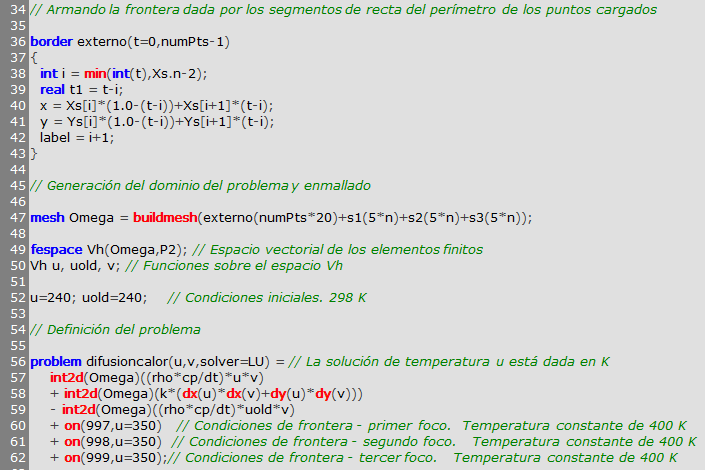 34 // Armando la frontera dada por los segmentos de recta del perímetro de los puntos cargados
35
36 border externo(t=0,numPts-1)
37 {
38 int i = min(int(t),Xs.n-2);
39 real t1 = t-i;
40 x = Xs[i]*(1.0-(t-i))+Xs[i+1]*(t-i);
41 y = Ys[i]*(1.0-(t-i))+Ys[i+1]*(t-i);
42 label = i+1;
43 }
44
45 // Generación del dominio del problema y enmallado
46
47 mesh Omega = buildmesh(externo(numPts*20)+s1(5*n)+s2(5*n)+s3(5*n));
48
49 fespace Vh(Omega,P2); // Espacio vectorial de los elementos finitos
50 Vh u, uold, v; // Funciones sobre el espacio Vh
51
52 u=240; uold=240; // Condiciones iniciales. 298 K
53
54 // Definición del problema
55
56 problem difusioncalor(u,v,solver=LU) = // La solución de temperatura u está dada en K
57 int2d(Omega)((rho*cp/dt)*u*v)
58 + int2d(Omega)(k*(dx(u)*dx(v)+dy(u)*dy(v)))
59 - int2d(Omega)((rho*cp/dt)*uold*v)
60 + on(997,u=350) // Condiciones de frontera - primer foco. Temperatura constante de 400 K
61 + on(998,u=350) // Condiciones de frontera - segundo foco. Temperatura constante de 400 K
62 + on(999,u=350);// Condiciones de frontera - tercer foco. Temperatura constante de 400 K